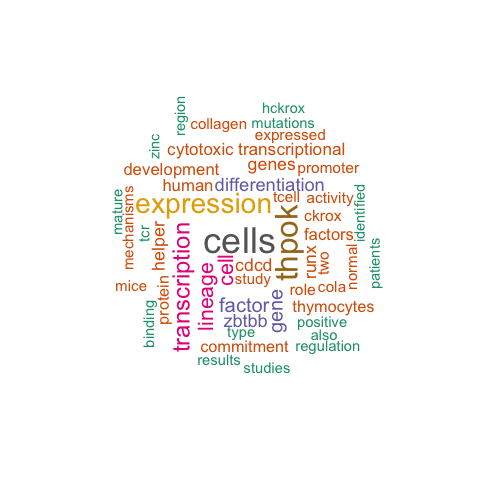 hckrox
region
collagen
mutations
expressed
zinc
cytotoxic
transcriptional
development
genes
promoter
human
differentiation
mature
mechanisms
expression
tcell
activity
identified
ckrox
tcr
helper
transcription
cells
thpok
factors
lineage
cell
cdcd
runx
two
normal
patients
study
mice
protein
role
cola
binding
factor
gene
thymocytes
zbtbb
positive
type
also
commitment
regulation
results
studies